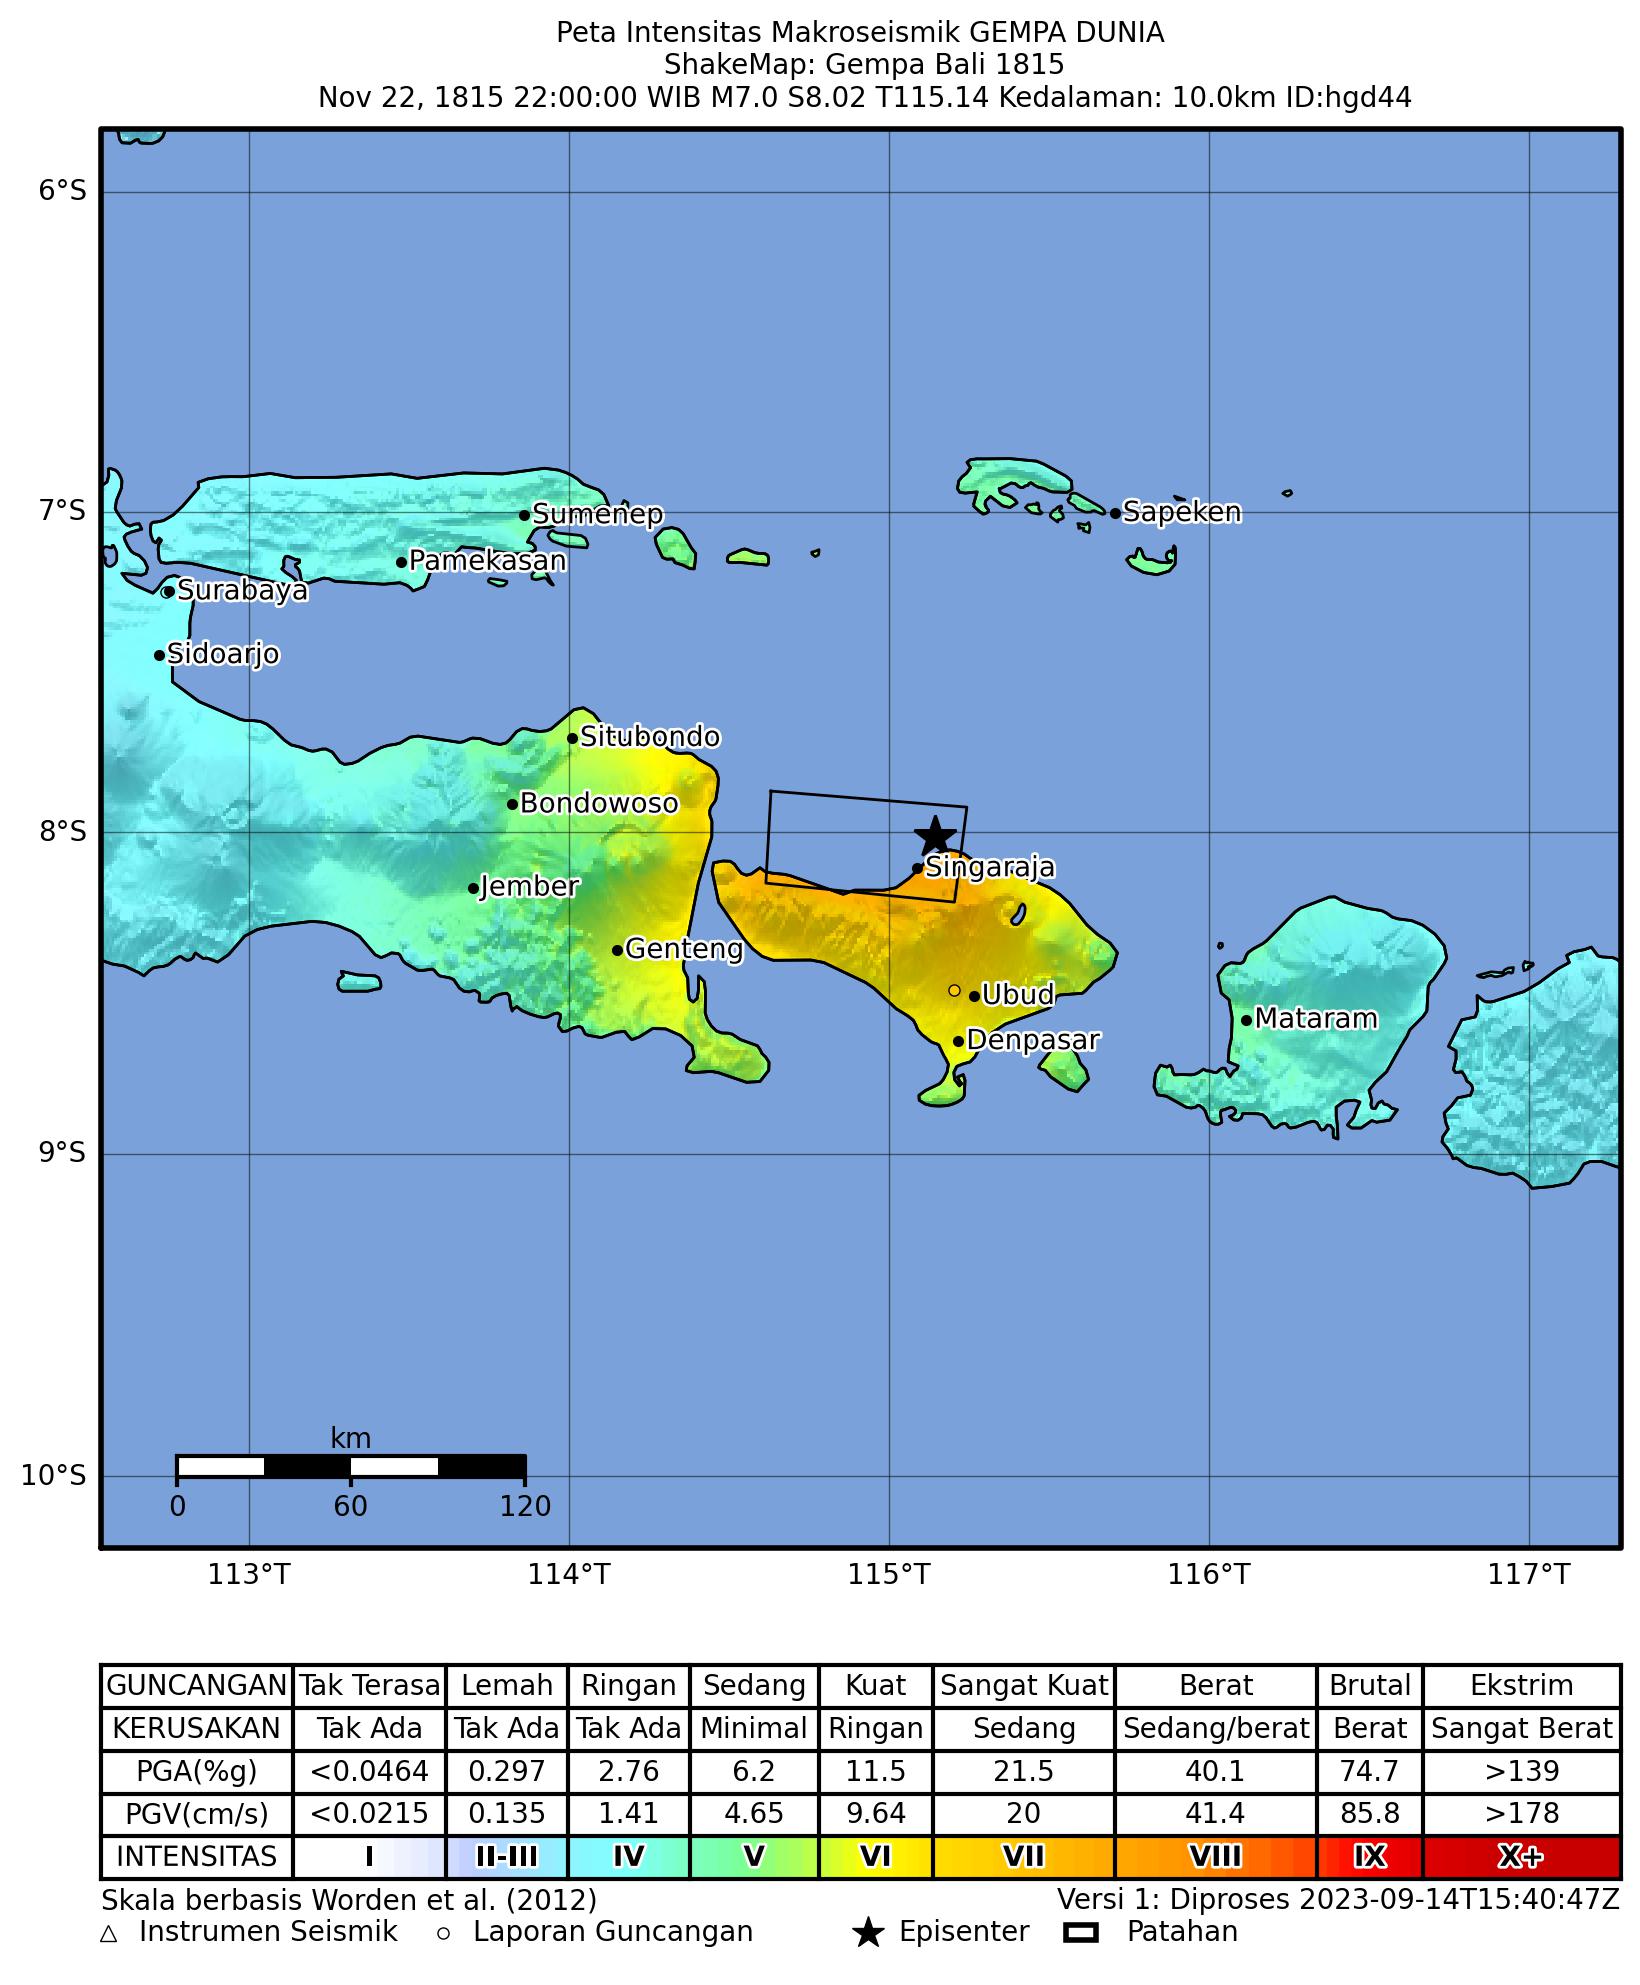 Peta Intensitas Makroseismik GEMPA DUNIA
ShakeMap: Gempa Bali 1815
Nov 22, 1815 22:00:00 WIB M7.0 S8.02 T115.14 Kedalaman: 10.0km ID:hgd44
6°S
7°S
Sumenep
Sapeken
Pamekasan
Surabaya
Sidoarjo
Situbondo
Bondowoso
8°S
Singaraja
Jember
Genteng
Ubud
Mataram
Denpasar
9°S
km
10°S
0 60 120
113°T 114°T 115°T 116°T 117°T
GUNCANGAN Tak Terasa Lemah Ringan Sedang Kuat Sangat Kuat Berat Brutal Ekstrim
KERUSAKAN Tak Ada Tak Ada Tak Ada Minimal Ringan Sedang Sedang/berat Berat Sangat Berat
PGA(%g) <0.0464 0.297 2.76 6.2 11.5 21.5 40.1 74.7 >139
PGV(cm/s) <0.0215 0.135 1.41 4.65 9.64 20 41.4 85.8 >178
INTENSITAS I II-III IV V VI VII VIII IX X+
Skala berbasis Worden et al. (2012) Versi 1: Diproses 2023-09-14T15:40:47Z
Instrumen Seismik Laporan Guncangan Episenter Patahan